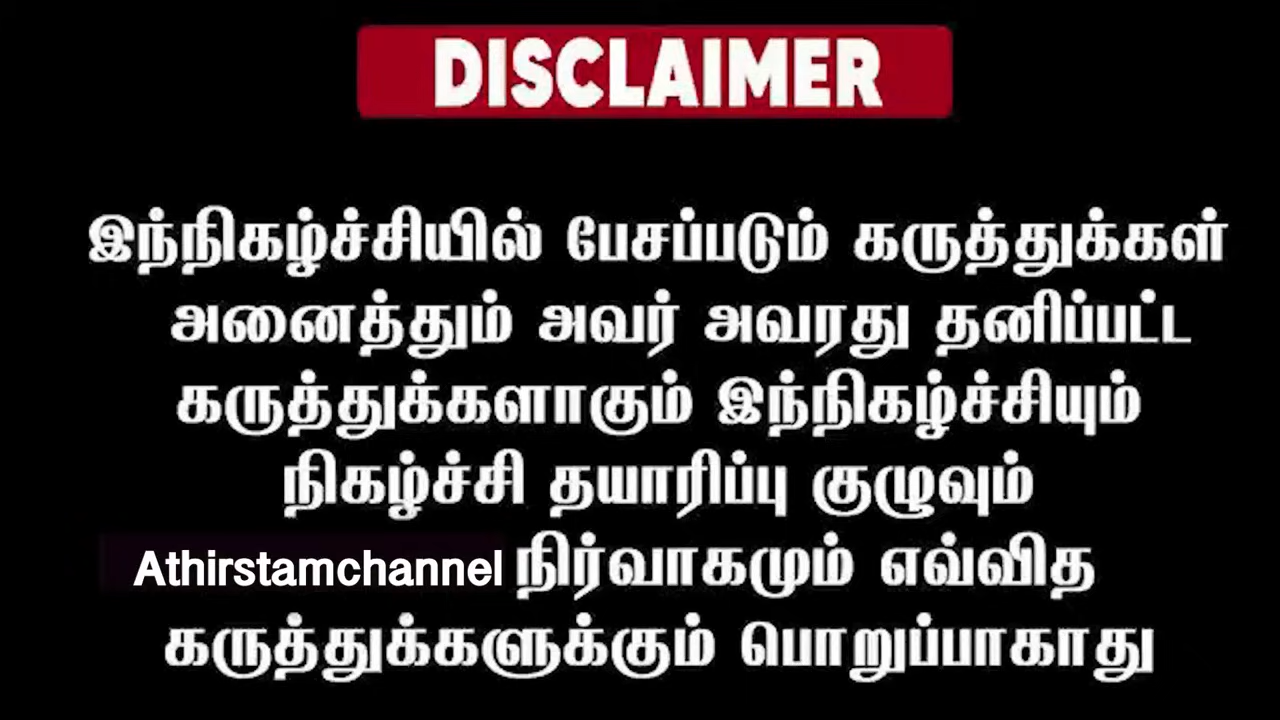 DISCLAIMER
இந்நிகழ்ச்சியில் பேசப்படும் கருத்துக்கள்
அனைத்தும் அவர் அவரது தனிப்பட்ட
கருத்துக்களாகும் இந்நிகழ்ச்சியும்
நிகழ்ச்சி தயாரிப்பு குழுவும்
Athirstamchannel நிர்வாகமும் எவ்வித
கருத்துக்களுக்கும் பொறுப்பாகாது